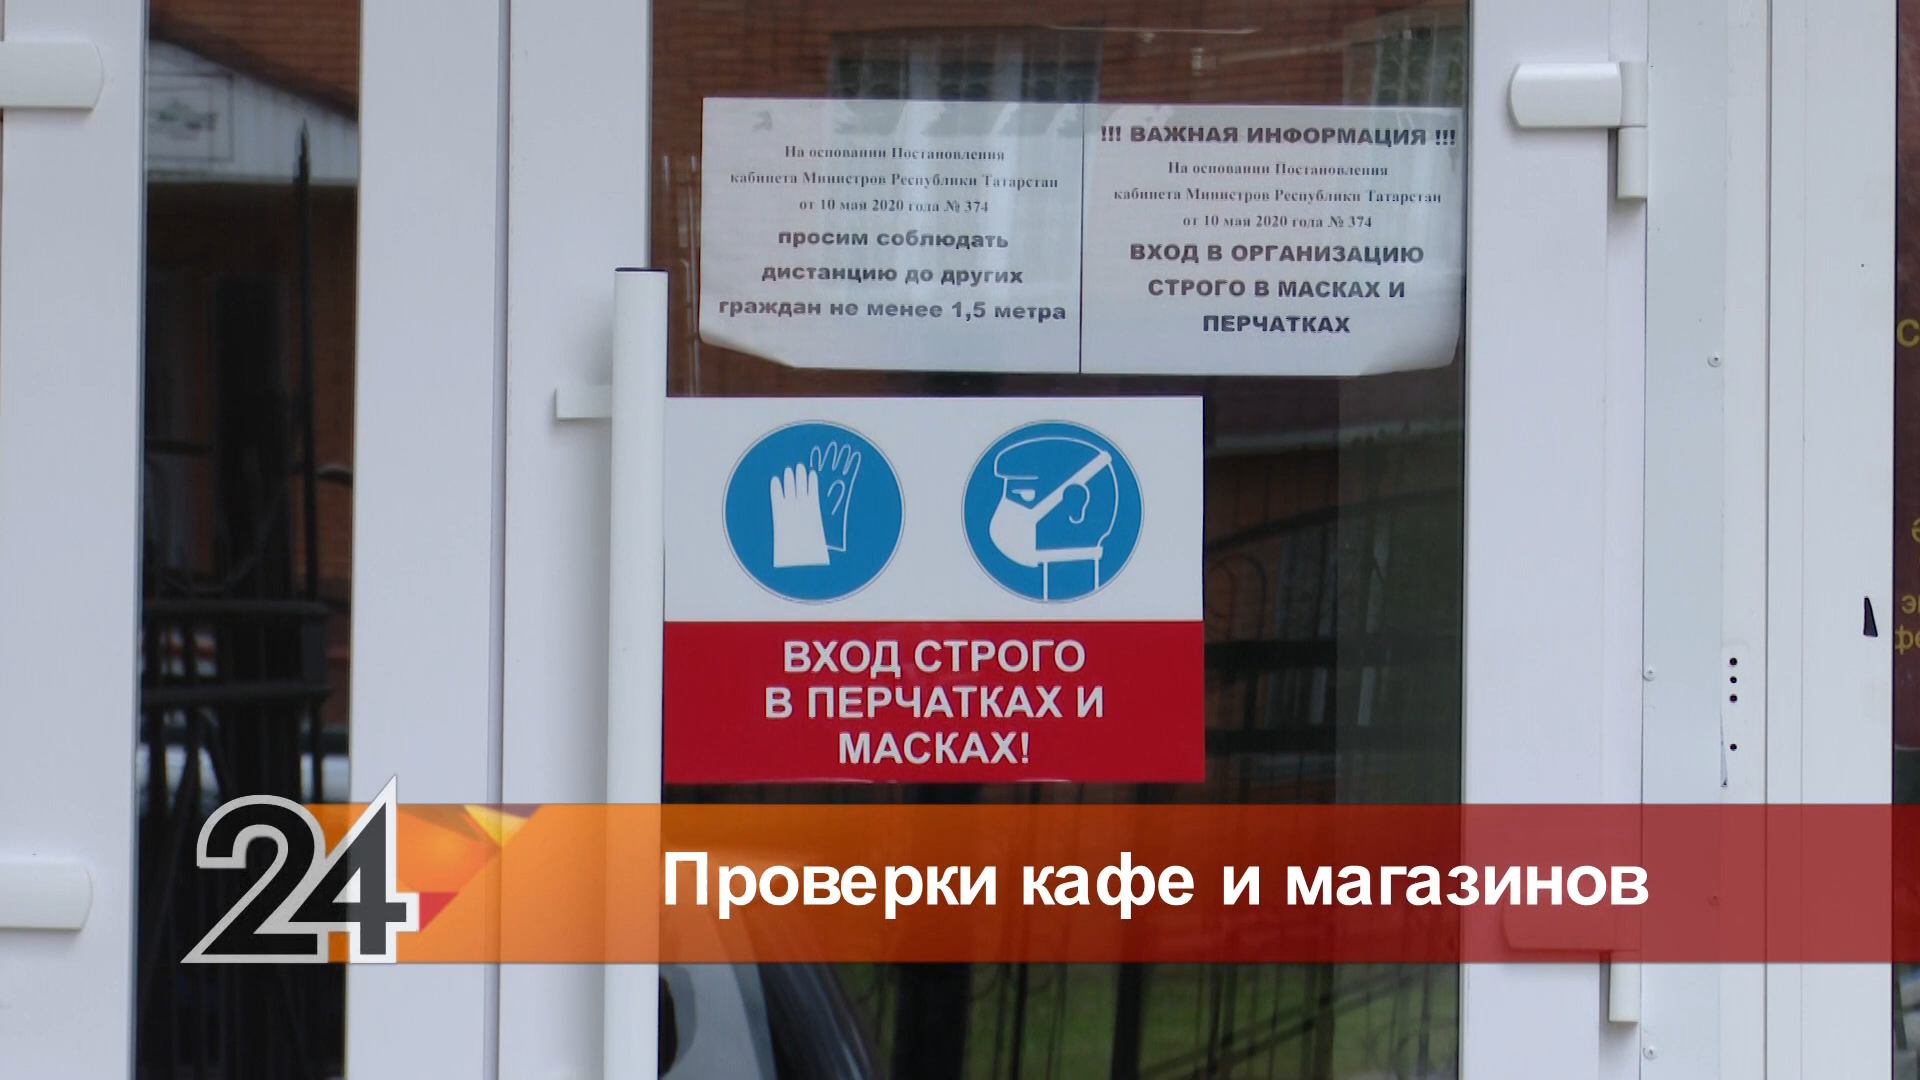 На основании Постановления
кабинета Министров Республики Татарстан
от 10 мая 2020 года № 374
просим соблюдать
дистанцию до других
граждан не менее 1,5 метра
!!! ВАЖНАЯ ИНФОРМАЦИЯ !!!
На основании Постановления
кабинета Министров Республики Татарстан
от 10 мая 2020 года № 374
ВХОД В ОРГАНИЗАЦИЮ
СТРОГО В МАСКАХ И
ПЕРЧАТКАХ
ВХОД СТРОГО
В ПЕРЧАТКАХ И
МАСКАХ!
24
Проверки кафе и магазинов